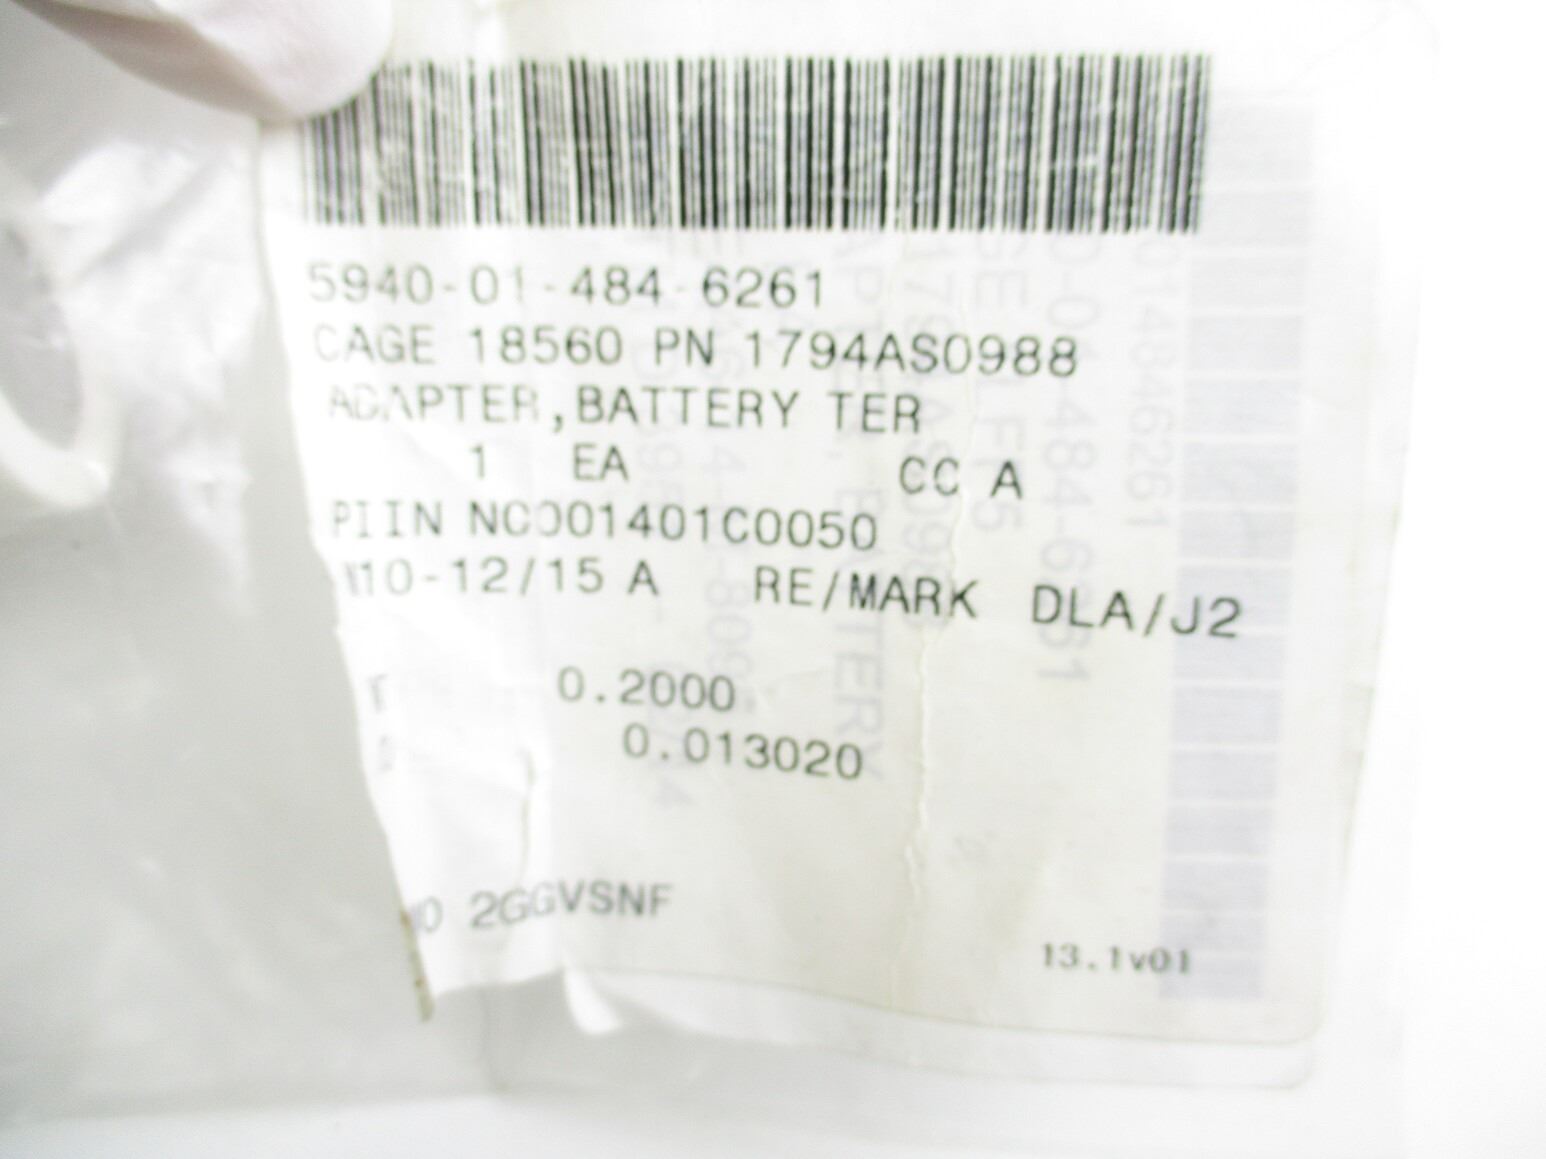 5940-01-484-6261
CAGE 18560 PN 1794AS0988
ADAPTER,BATTERY TER
1 EA CC A
PIIN NC001401C0050
M10-12/15 A RE/MARK DLA/J2
0.2000
0.013020
2GGVSNF
13.1v01